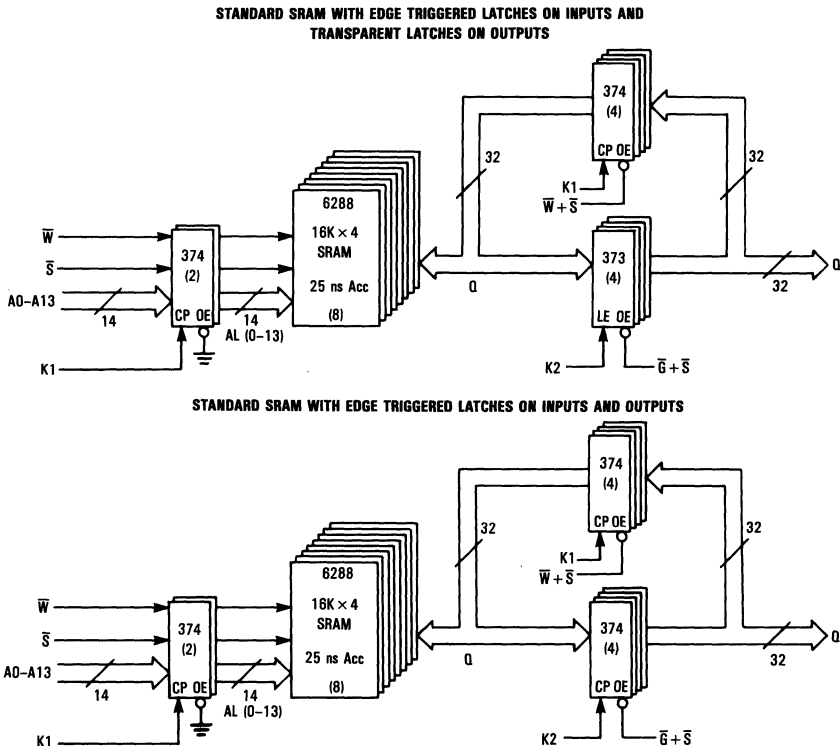 STANDARD SRAM WITH EDGE TRIGGERED LATCHES ON INPUTS AND
TRANSPARENT LATCHES ON OUTPUTS
374
(4)
CP OE
32
32
K1
W̅ + S̅
6288
16K × 4
SRAM
25 ns Acc
(8)
W̅
S̅
A0–A13
14
374
(2)
CP OE
14
AL (0–13)
K1
Q
373
(4)
LE OE
32
Q
K2
G̅ + S̅
STANDARD SRAM WITH EDGE TRIGGERED LATCHES ON INPUTS AND OUTPUTS
374
(4)
CP OE
32
32
K1
W̅ + S̅
6288
16K × 4
SRAM
25 ns Acc
(8)
W̅
S̅
A0–A13
14
374
(2)
CP OE
14
AL (0–13)
K1
Q
374
(4)
CP OE
32
Q
K2
G̅ + S̅